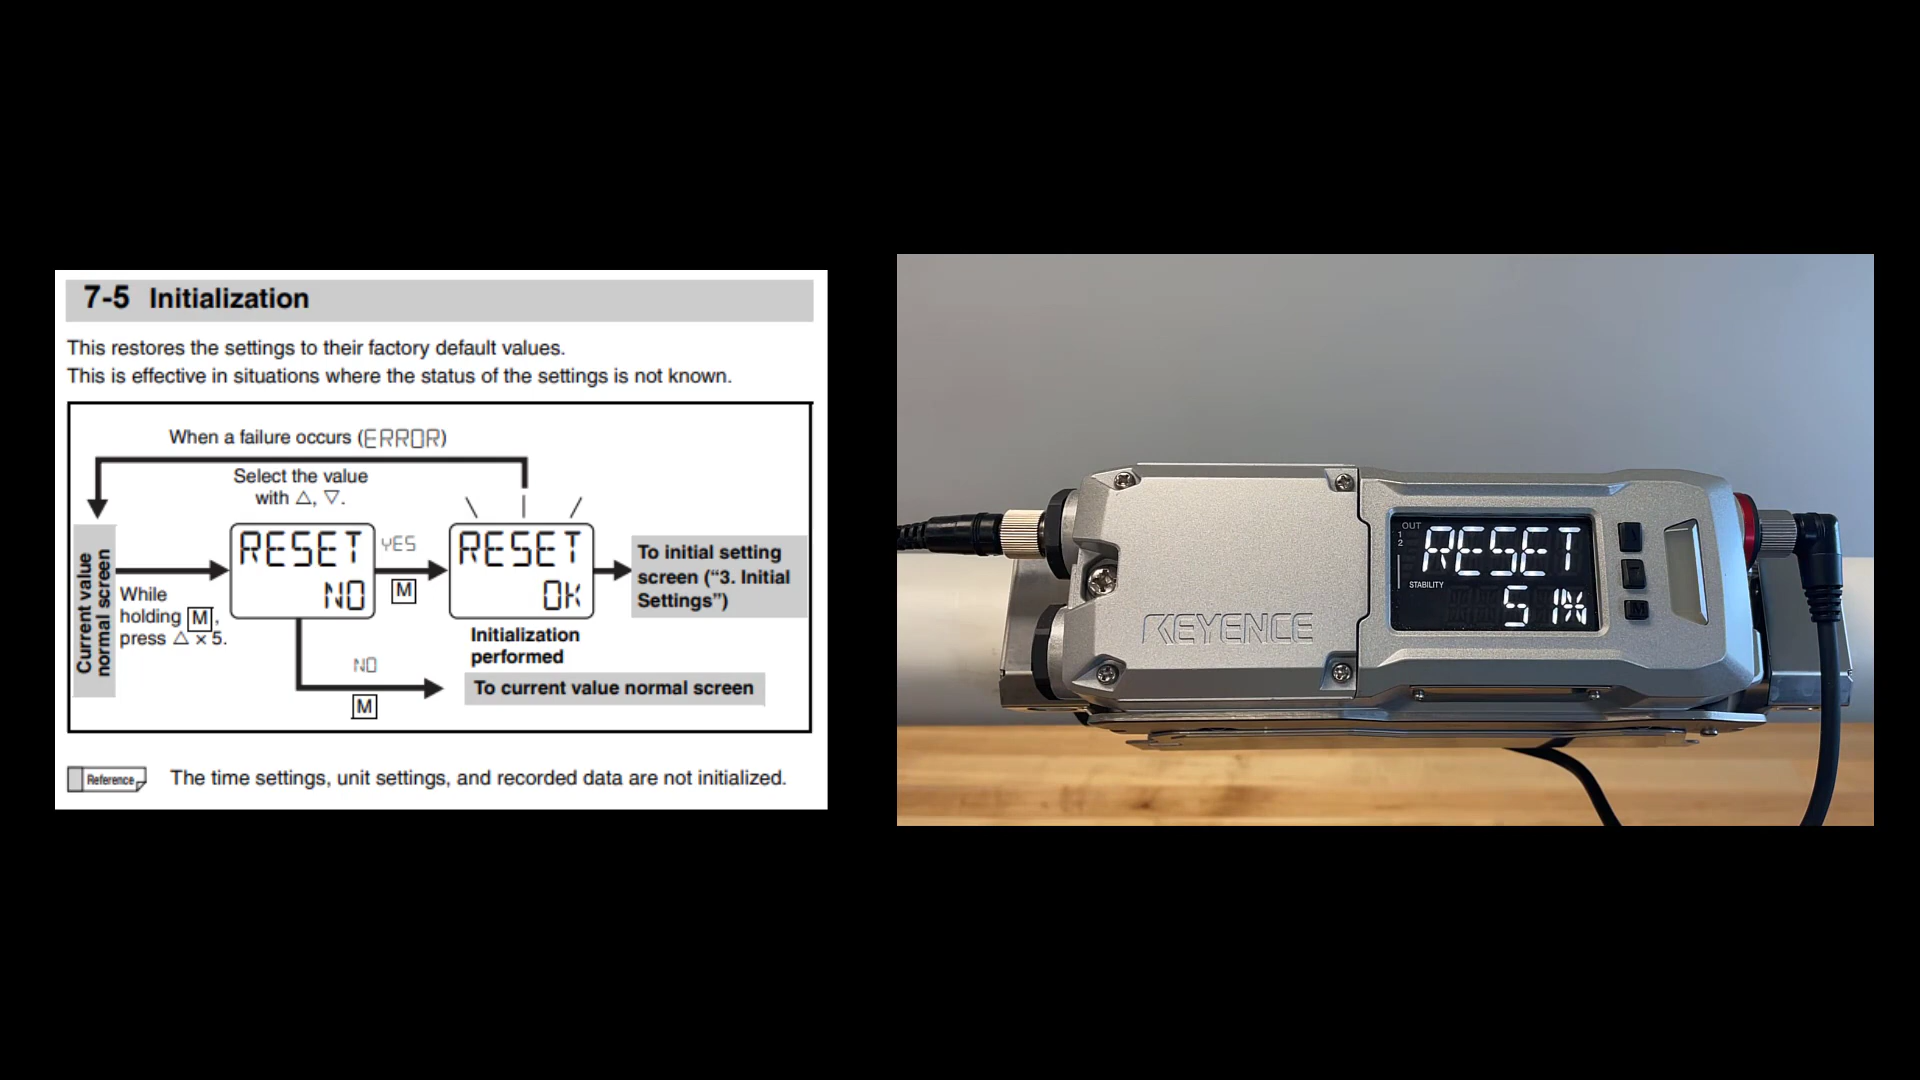 7-5 Initialization
This restores the settings to their factory default values.
This is effective in situations where the status of the settings is not known.
When a failure occurs (ERROR)
Select the value
with △, ▽.
Current value
normal screen
While
holding M,
press △ × 5.
RESET
NO
YES
M
RESET
OK
Initialization
performed
To initial setting
screen (“3. Initial
Settings”)
NO
M
To current value normal screen
Reference
The time settings, unit settings, and recorded data are not initialized.
KEYENCE
OUT
1
2
STABILITY
RESET
51%
M